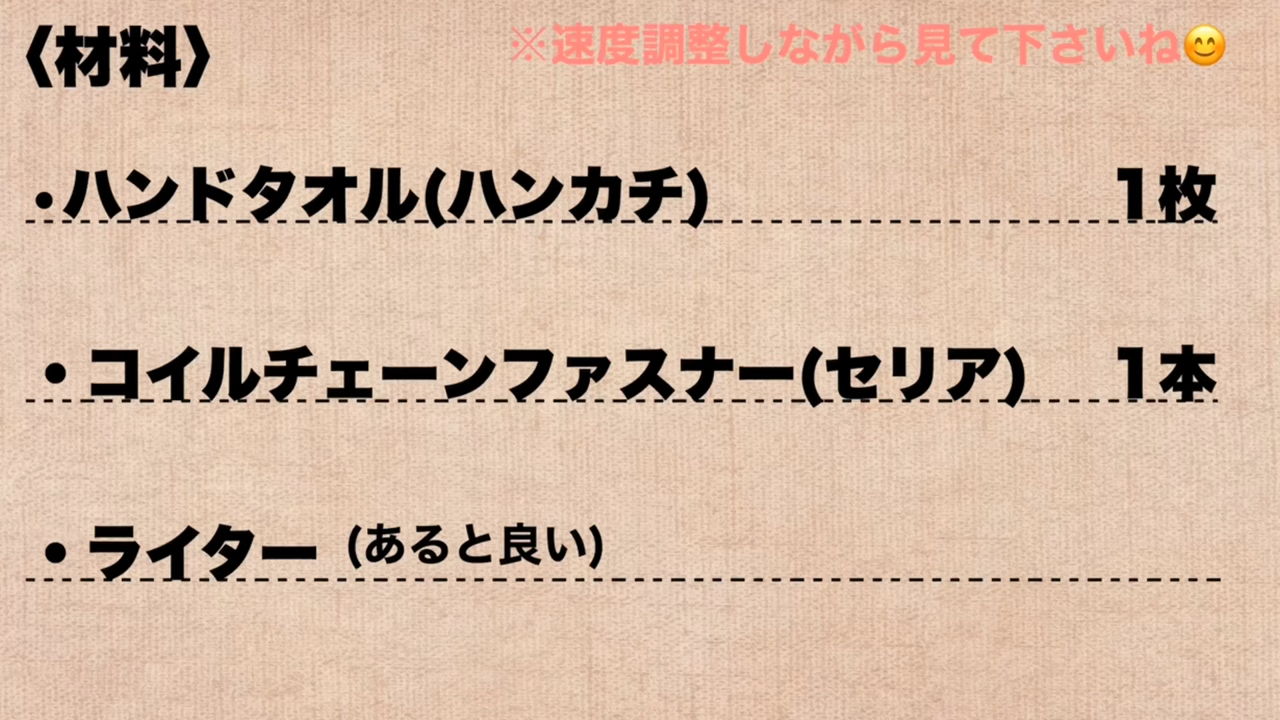 〈材料〉
※速度調整しながら見て下さいね😊
•ハンドタオル(ハンカチ) 1枚
• コイルチェーンファスナー(セリア) 1本
• ライター (あると良い)